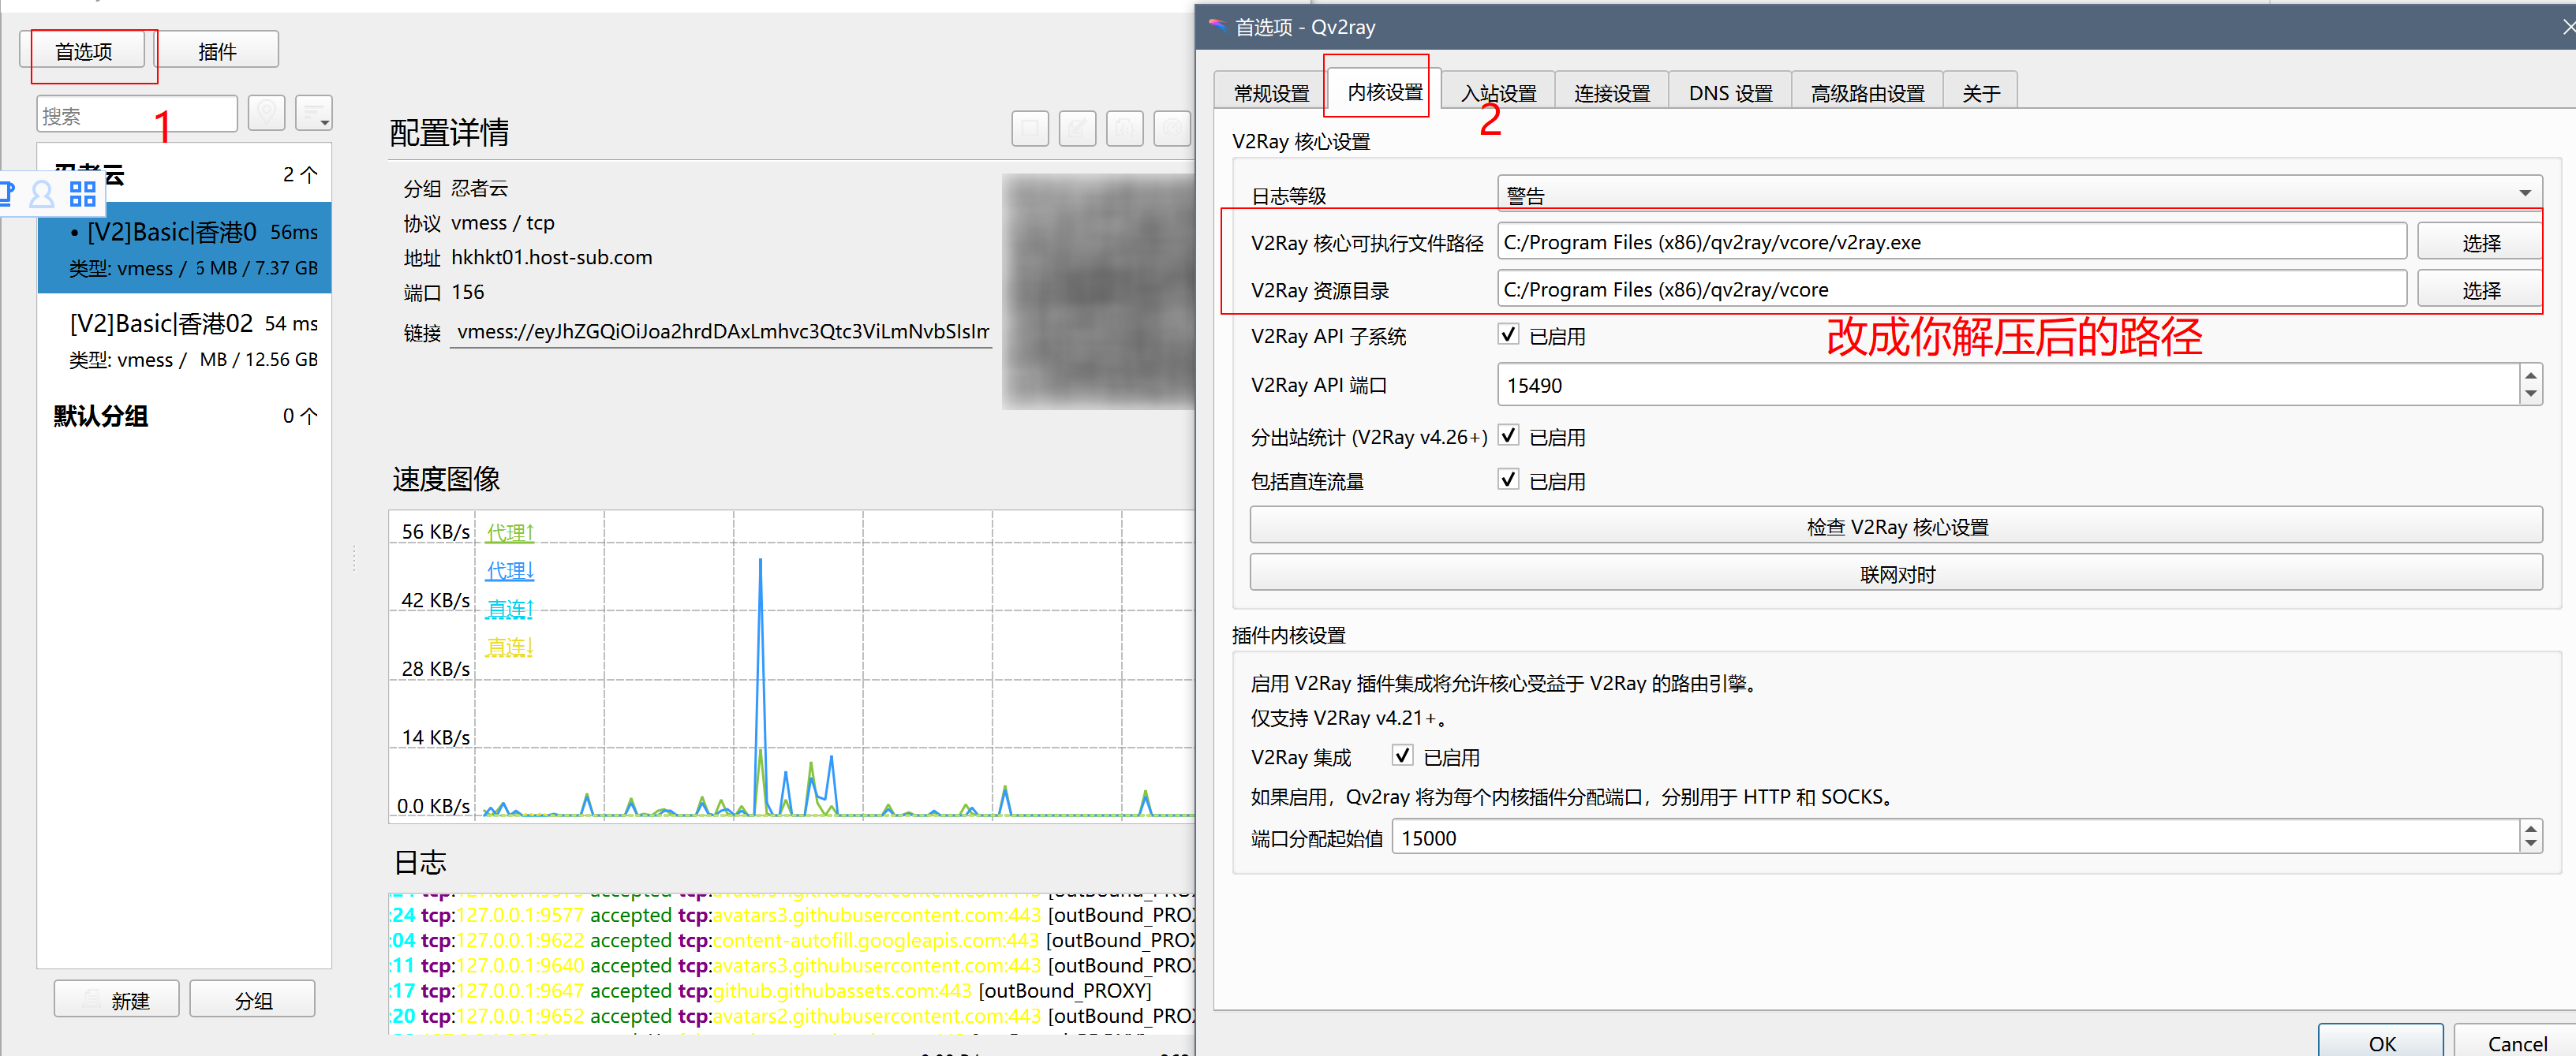 首选项
插件
搜索
1
忍者云 2 个
• [V2]Basic|香港0 56ms
类型: vmess / 6 MB / 7.37 GB
[V2]Basic|香港02 54 ms
类型: vmess / MB / 12.56 GB
默认分组 0 个
新建
分组
配置详情
分组 忍者云
协议 vmess / tcp
地址 hkhkt01.host-sub.com
端口 156
链接 vmess://eyJhZGQiOiJoa2hrdDAxLmhvc3Qtc3ViLmNvbSIsIm
速度图像
56 KB/s
42 KB/s
28 KB/s
14 KB/s
0.0 KB/s
代理↑
代理↓
直连↑
直连↓
日志
:24 tcp:127.0.0.1:9577 accepted tcp:avatars3.githubusercontent.com:443 [outBound_PROX
:04 tcp:127.0.0.1:9622 accepted tcp:content-autofill.googleapis.com:443 [outBound_PROX
:11 tcp:127.0.0.1:9640 accepted tcp:avatars3.githubusercontent.com:443 [outBound_PROX
:17 tcp:127.0.0.1:9647 accepted tcp:github.githubassets.com:443 [outBound_PROXY]
:20 tcp:127.0.0.1:9652 accepted tcp:avatars2.githubusercontent.com:443 [outBound_PROX
首选项 - Qv2ray
常规设置
内核设置
入站设置
连接设置
DNS 设置
高级路由设置
关于
2
V2Ray 核心设置
日志等级 警告
V2Ray 核心可执行文件路径 C:/Program Files (x86)/qv2ray/vcore/v2ray.exe 选择
V2Ray 资源目录 C:/Program Files (x86)/qv2ray/vcore 选择
V2Ray API 子系统 已启用
改成你解压后的路径
V2Ray API 端口 15490
分出站统计 (V2Ray v4.26+) 已启用
包括直连流量 已启用
检查 V2Ray 核心设置
联网对时
插件内核设置
启用 V2Ray 插件集成将允许核心受益于 V2Ray 的路由引擎。
仅支持 V2Ray v4.21+。
V2Ray 集成 已启用
如果启用，Qv2ray 将为每个内核插件分配端口，分别用于 HTTP 和 SOCKS。
端口分配起始值 15000
OK
Cancel